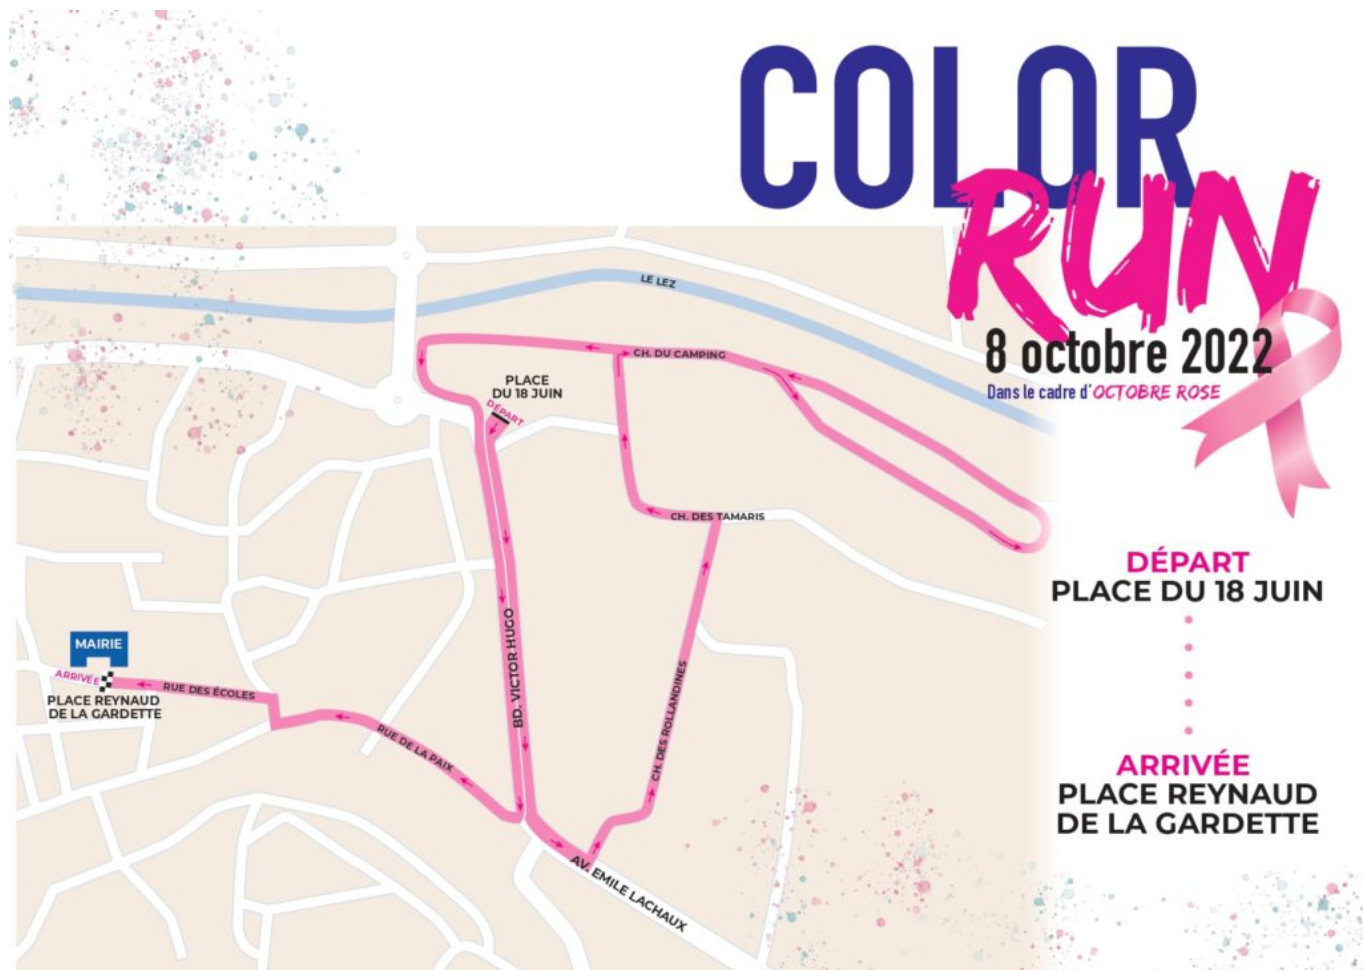 COLOR
RUN
8 octobre 2022
Dans le cadre d'OCTOBRE ROSE
LE LEZ
CH. DU CAMPING
PLACE
DU 18 JUIN
DÉPART
CH. DES TAMARIS
BD. VICTOR HUGO
CH. DES ROLLANDINES
MAIRIE
ARRIVÉE
RUE DES ÉCOLES
PLACE REYNAUD
DE LA GARDETTE
RUE DE LA PAIX
AV. EMILE LACHAUX
DÉPART
PLACE DU 18 JUIN
ARRIVÉE
PLACE REYNAUD
DE LA GARDETTE